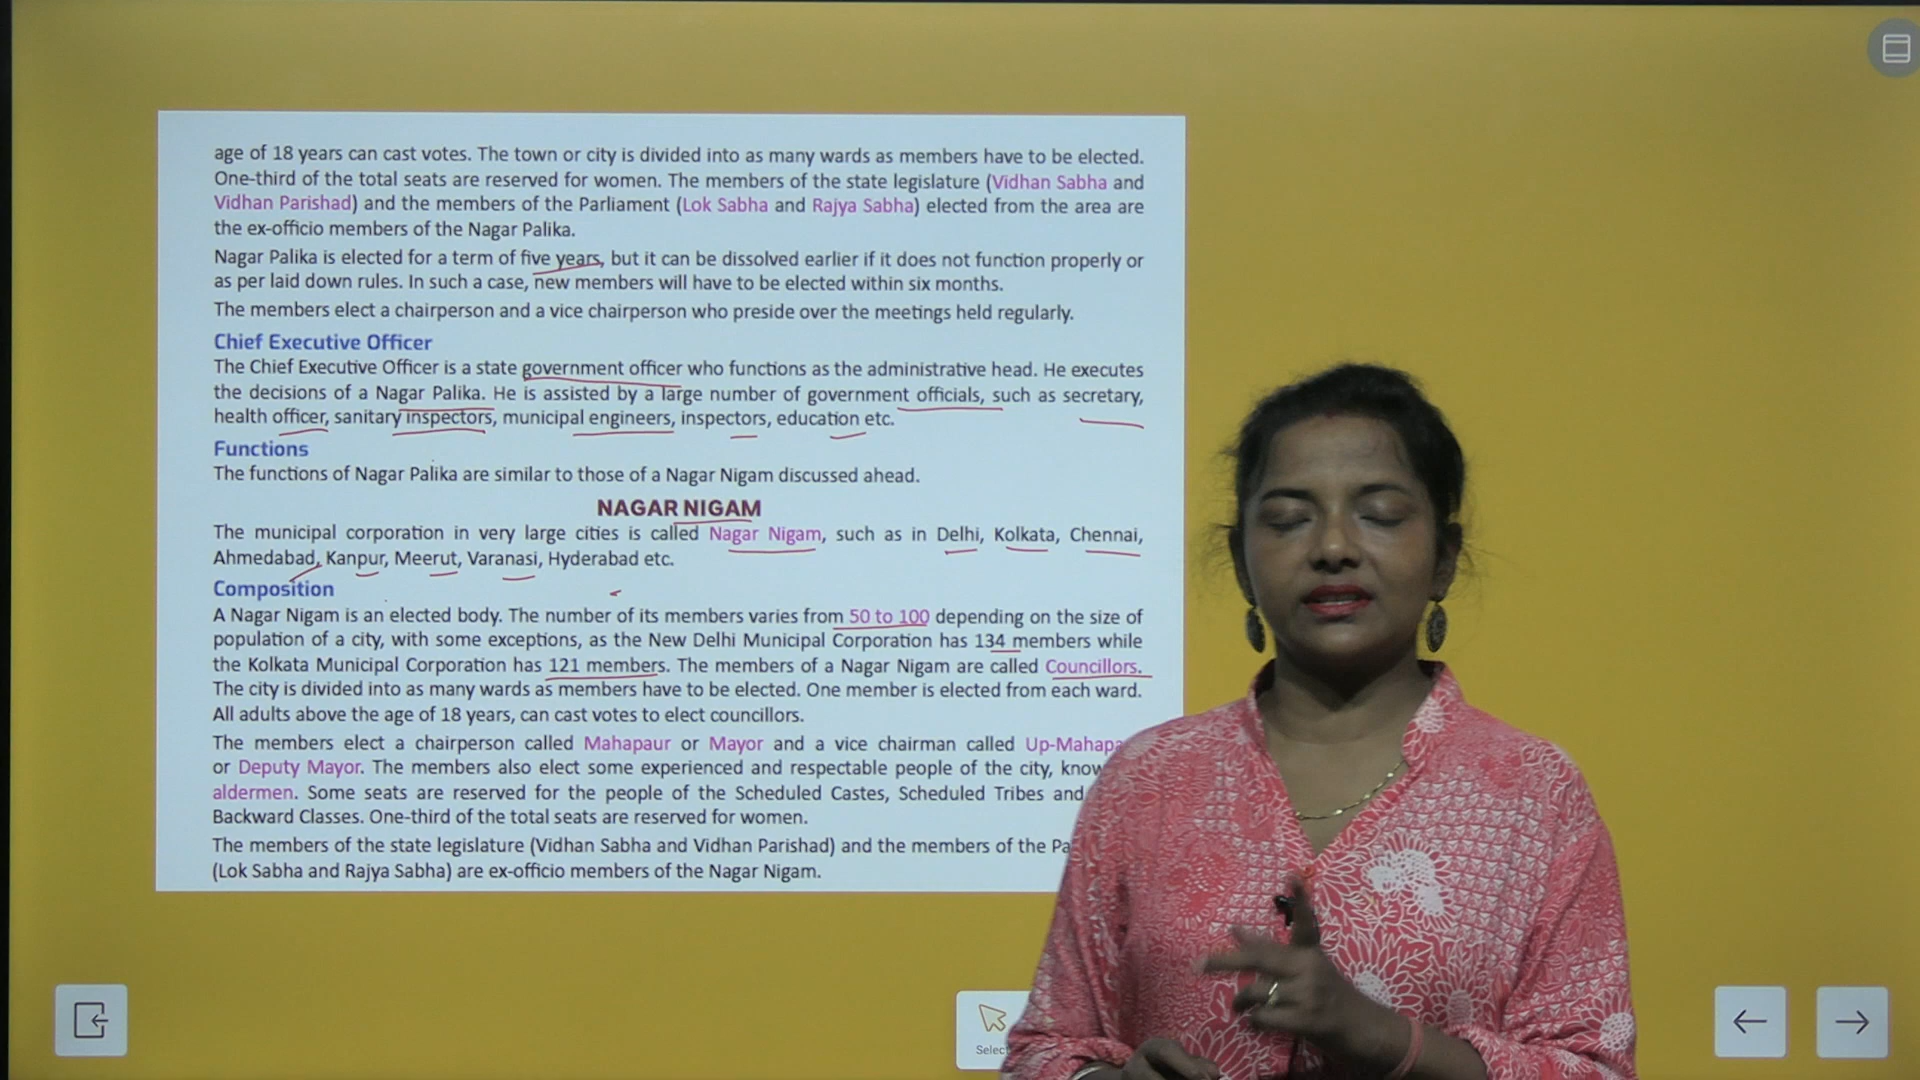 age of 18 years can cast votes. The town or city is divided into as many wards as members have to be elected.
One-third of the total seats are reserved for women. The members of the state legislature (Vidhan Sabha and
Vidhan Parishad) and the members of the Parliament (Lok Sabha and Rajya Sabha) elected from the area are
the ex-officio members of the Nagar Palika.
Nagar Palika is elected for a term of five years, but it can be dissolved earlier if it does not function properly or
as per laid down rules. In such a case, new members will have to be elected within six months.
The members elect a chairperson and a vice chairperson who preside over the meetings held regularly.
Chief Executive Officer
The Chief Executive Officer is a state government officer who functions as the administrative head. He executes
the decisions of a Nagar Palika. He is assisted by a large number of government officials, such as secretary,
health officer, sanitary inspectors, municipal engineers, inspectors, education etc.
Functions
The functions of Nagar Palika are similar to those of a Nagar Nigam discussed ahead.
NAGAR NIGAM
The municipal corporation in very large cities is called Nagar Nigam, such as in Delhi, Kolkata, Chennai,
Ahmedabad, Kanpur, Meerut, Varanasi, Hyderabad etc.
Composition
A Nagar Nigam is an elected body. The number of its members varies from 50 to 100 depending on the size of
population of a city, with some exceptions, as the New Delhi Municipal Corporation has 134 members while
the Kolkata Municipal Corporation has 121 members. The members of a Nagar Nigam are called Councillors.
The city is divided into as many wards as members have to be elected. One member is elected from each ward.
All adults above the age of 18 years, can cast votes to elect councillors.
The members elect a chairperson called Mahapaur or Mayor and a vice chairman called Up-Mahapa
or Deputy Mayor. The members also elect some experienced and respectable people of the city, know
aldermen. Some seats are reserved for the people of the Scheduled Castes, Scheduled Tribes and
Backward Classes. One-third of the total seats are reserved for women.
The members of the state legislature (Vidhan Sabha and Vidhan Parishad) and the members of the Pa
(Lok Sabha and Rajya Sabha) are ex-officio members of the Nagar Nigam.
Select